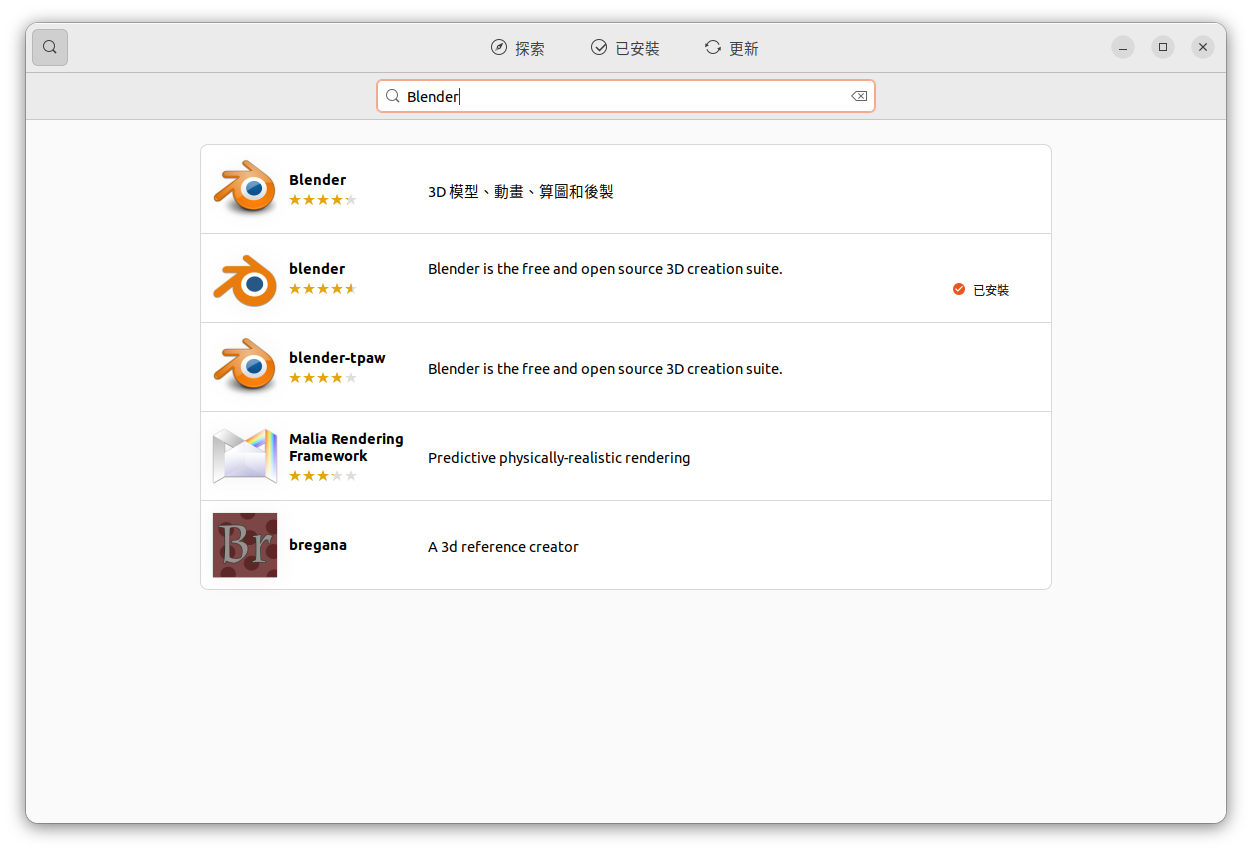 探索 已安裝 更新
Blender
Blender
3D 模型、動畫、算圖和後製
blender
Blender is the free and open source 3D creation suite.
已安裝
blender-tpaw
Blender is the free and open source 3D creation suite.
Malia Rendering
Framework
Predictive physically-realistic rendering
Br
bregana
A 3d reference creator